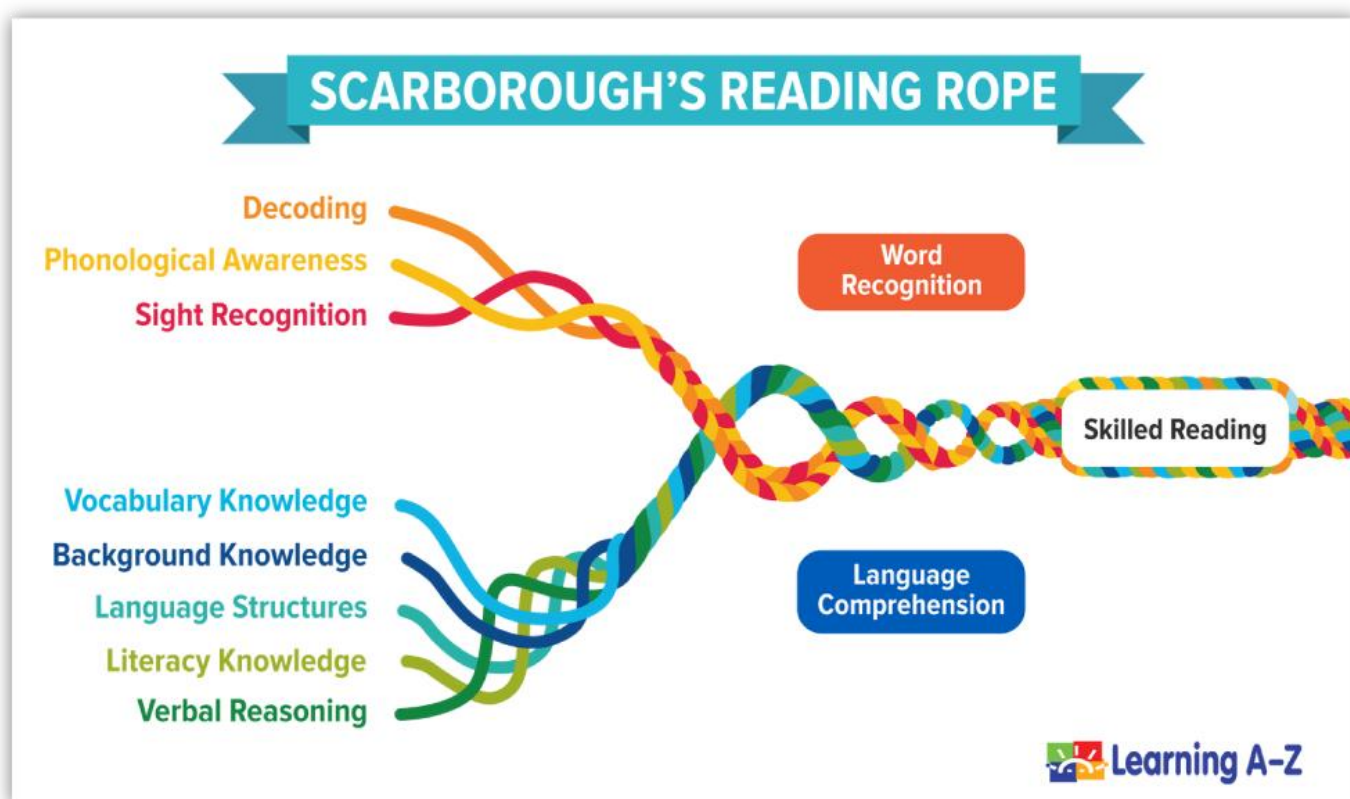 SCARBOROUGH'S READING ROPE
Decoding
Phonological Awareness
Sight Recognition
Word
Recognition
Skilled Reading
Vocabulary Knowledge
Background Knowledge
Language Structures
Literacy Knowledge
Verbal Reasoning
Language
Comprehension
Learning A–Z